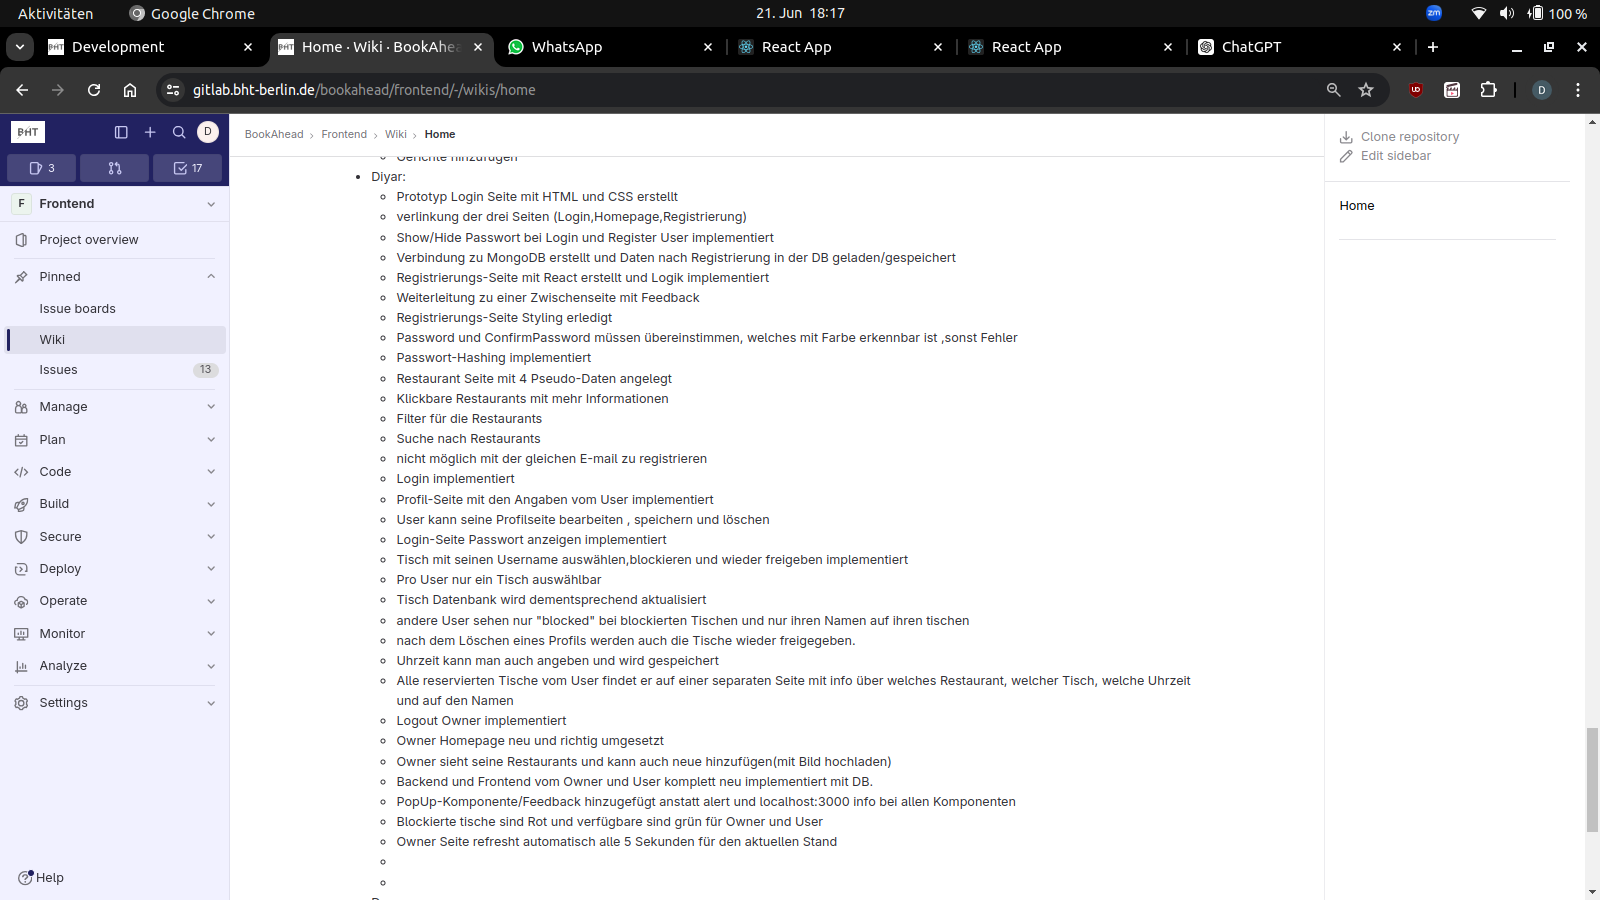 Aktivitäten
Google Chrome
21. Jun 18:17
zm
100 %
BHT Development
BHT Home · Wiki · BookAhea
WhatsApp
React App
React App
ChatGPT
gitlab.bht-berlin.de/bookahead/frontend/-/wikis/home
D
BHT
D
3
17
F Frontend
Project overview
Pinned
Issue boards
Wiki
Issues 13
Manage
Plan
Code
Build
Secure
Deploy
Operate
Monitor
Analyze
Settings
Help
BookAhead › Frontend › Wiki › Home
Gerichte hinzufügen
Diyar:
Prototyp Login Seite mit HTML und CSS erstellt
verlinkung der drei Seiten (Login,Homepage,Registrierung)
Show/Hide Passwort bei Login und Register User implementiert
Verbindung zu MongoDB erstellt und Daten nach Registrierung in der DB geladen/gespeichert
Registrierungs-Seite mit React erstellt und Logik implementiert
Weiterleitung zu einer Zwischenseite mit Feedback
Registrierungs-Seite Styling erledigt
Password und ConfirmPassword müssen übereinstimmen, welches mit Farbe erkennbar ist ,sonst Fehler
Passwort-Hashing implementiert
Restaurant Seite mit 4 Pseudo-Daten angelegt
Klickbare Restaurants mit mehr Informationen
Filter für die Restaurants
Suche nach Restaurants
nicht möglich mit der gleichen E-mail zu registrieren
Login implementiert
Profil-Seite mit den Angaben vom User implementiert
User kann seine Profilseite bearbeiten , speichern und löschen
Login-Seite Passwort anzeigen implementiert
Tisch mit seinen Username auswählen,blockieren und wieder freigeben implementiert
Pro User nur ein Tisch auswählbar
Tisch Datenbank wird dementsprechend aktualisiert
andere User sehen nur "blocked" bei blockierten Tischen und nur ihren Namen auf ihren tischen
nach dem Löschen eines Profils werden auch die Tische wieder freigegeben.
Uhrzeit kann man auch angeben und wird gespeichert
Alle reservierten Tische vom User findet er auf einer separaten Seite mit info über welches Restaurant, welcher Tisch, welche Uhrzeit
und auf den Namen
Logout Owner implementiert
Owner Homepage neu und richtig umgesetzt
Owner sieht seine Restaurants und kann auch neue hinzufügen(mit Bild hochladen)
Backend und Frontend vom Owner und User komplett neu implementiert mit DB.
PopUp-Komponente/Feedback hinzugefügt anstatt alert und localhost:3000 info bei allen Komponenten
Blockierte tische sind Rot und verfügbare sind grün für Owner und User
Owner Seite refresht automatisch alle 5 Sekunden für den aktuellen Stand
Clone repository
Edit sidebar
Home